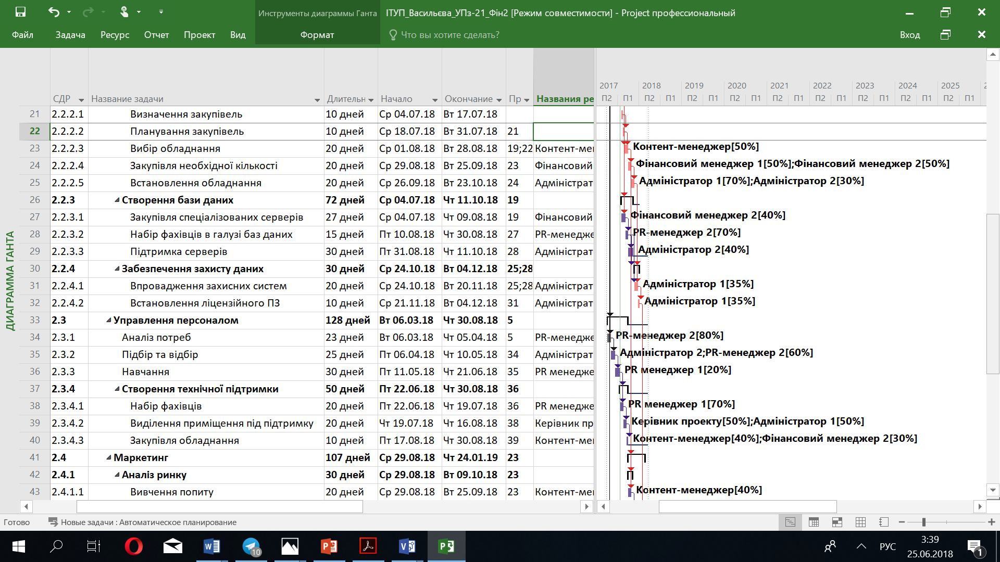 Инструменты диаграммы Ганта
ІТУП_Васильєва_УПз-21_Фін2 [Режим совместимости] - Project профессиональный
Файл Задача Ресурс Отчет Проект Вид Формат Что вы хотите сделать? Вход
2017 2018 2019 2020 2021 2022 2023 2024 2025 2
СДР Название задачи Длительн Начало Окончание Пр Названия ре П2 П1 П2 П1 П2 П1 П2 П1 П2 П1 П2 П1 П2 П1 П2 П1 П2 П1
21 2.2.2.1 Визначення закупівель 10 дней Ср 04.07.18 Вт 17.07.18
22 2.2.2.2 Планування закупівель 10 дней Ср 18.07.18 Вт 31.07.18 21
23 2.2.2.3 Вибір обладнання 20 дней Ср 01.08.18 Вт 28.08.18 19;22 Контент-ме Контент-менеджер[50%]
24 2.2.2.4 Закупівля необхідної кількості 20 дней Ср 29.08.18 Вт 25.09.18 23 Фінансовий Фінансовий менеджер 1[50%];Фінансовий менеджер 2[50%]
25 2.2.2.5 Встановлення обладнання 20 дней Ср 26.09.18 Вт 23.10.18 24 Адміністрат Адміністратор 1[70%];Адміністратор 2[30%]
26 2.2.3 Створення бази даних 72 дней Ср 04.07.18 Чт 11.10.18 19
27 2.2.3.1 Закупівля спеціалізованих серверів 27 дней Ср 04.07.18 Чт 09.08.18 19 Фінансовий Фінансовий менеджер 2[40%]
28 2.2.3.2 Набір фахівців в галузі баз даних 15 дней Пт 10.08.18 Чт 30.08.18 27 PR-менедже PR-менеджер 2[70%]
29 2.2.3.3 Підтримка серверів 30 дней Пт 31.08.18 Чт 11.10.18 28 Адміністрат Адміністратор 2[40%]
30 2.2.4 Забезпечення захисту даних 30 дней Ср 24.10.18 Вт 04.12.18 25;28
31 2.2.4.1 Впровадження захисних систем 20 дней Ср 24.10.18 Вт 20.11.18 25;28 Адміністрат Адміністратор 1[35%]
32 2.2.4.2 Встановлення ліцензійного ПЗ 10 дней Ср 21.11.18 Вт 04.12.18 31 Адміністрат Адміністратор 1[35%]
33 2.3 Управлення персоналом 128 дней Вт 06.03.18 Чт 30.08.18 5
34 2.3.1 Аналіз потреб 23 дней Вт 06.03.18 Чт 05.04.18 5 PR-менедже PR-менеджер 2[80%]
35 2.3.2 Підбір та відбір 25 дней Пт 06.04.18 Чт 10.05.18 34 Адміністрат Адміністратор 2;PR-менеджер 2[60%]
36 2.3.3 Навчання 30 дней Пт 11.05.18 Чт 21.06.18 35 PR менедже PR менеджер 1[20%]
37 2.3.4 Створення технічної підтримки 50 дней Пт 22.06.18 Чт 30.08.18 36
38 2.3.4.1 Набір фахівців 20 дней Пт 22.06.18 Чт 19.07.18 36 PR менедже PR менеджер 1[70%]
39 2.3.4.2 Виділення приміщення під підтримку 20 дней Чт 19.07.18 Чт 16.08.18 38 Керівник пр Керівник проекту[50%];Адміністратор 1[50%]
40 2.3.4.3 Закупівля обладнання 10 дней Пт 17.08.18 Чт 30.08.18 39 Контент-ме Контент-менеджер[40%];Фінансовий менеджер 2[30%]
41 2.4 Маркетинг 107 дней Ср 29.08.18 Чт 24.01.19 23
42 2.4.1 Аналіз ринку 30 дней Ср 29.08.18 Вт 09.10.18 23
43 2.4.1.1 Вивчення попиту 20 дней Ср 29.08.18 Вт 25.09.18 23 Контент-ме Контент-менеджер[40%]
ДИАГРАММА ГАНТА
Готово Новые задачи : Автоматическое планирование
10
РУС
3:39
25.06.2018
1